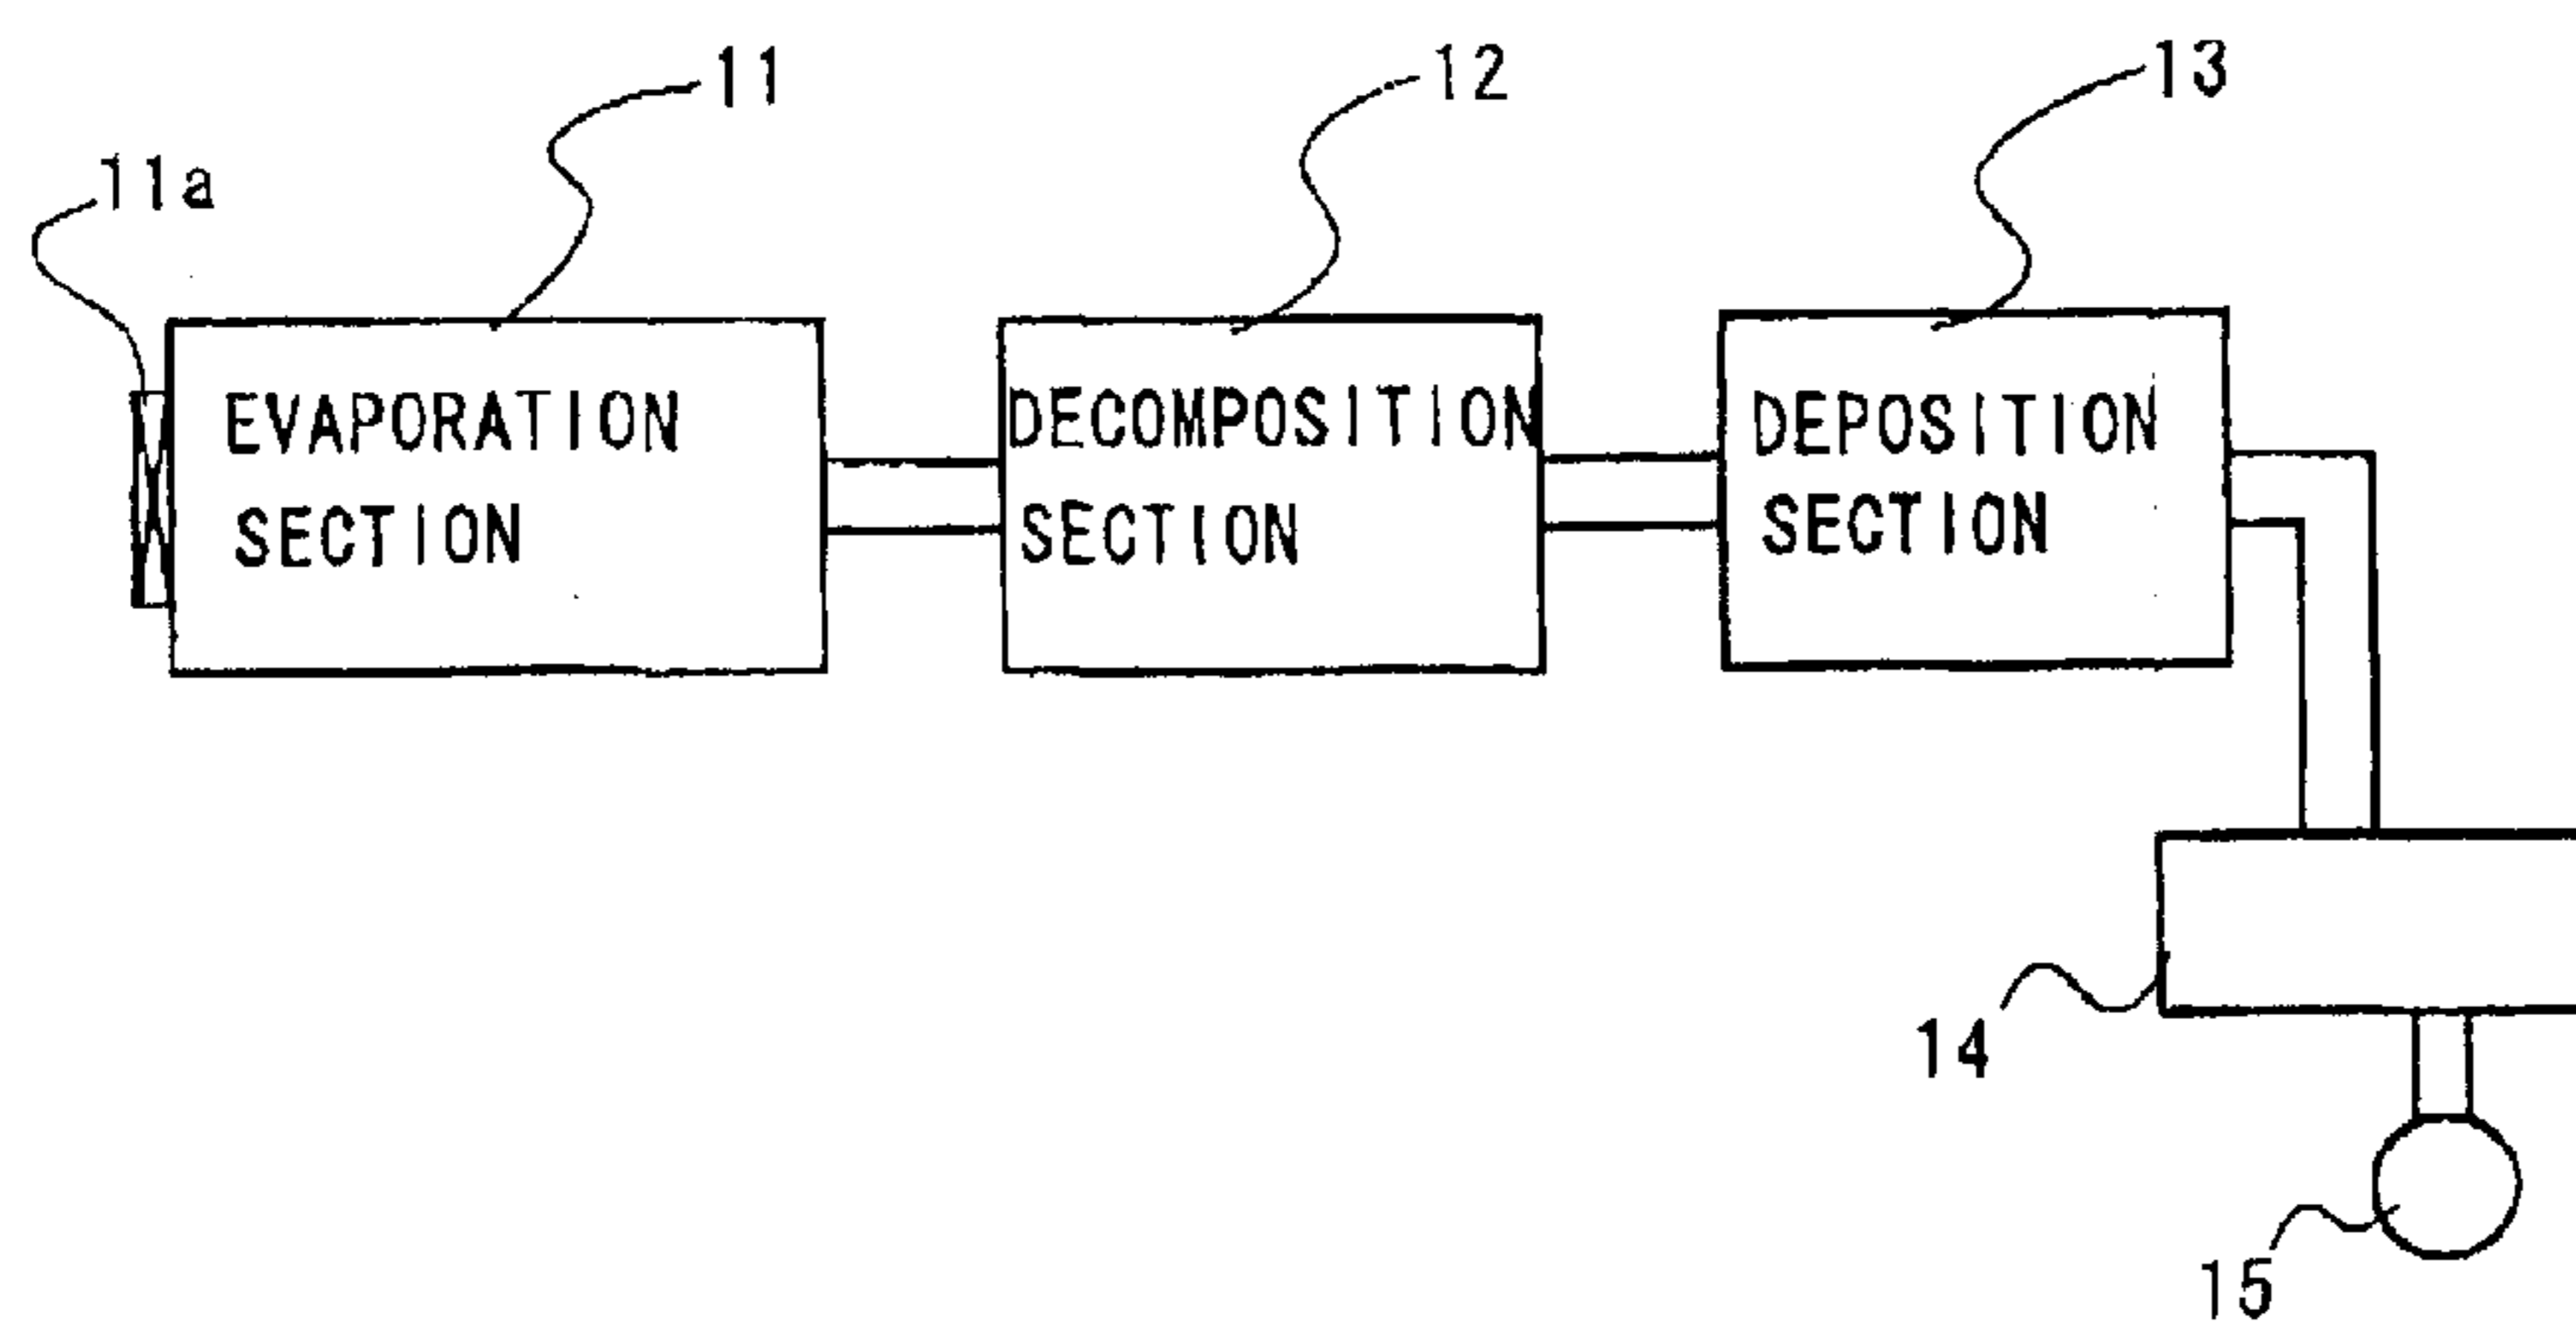 11
12
13
11a
EVAPORATION
SECTION
DECOMPOSITION
SECTION
DEPOSITION
SECTION
14
15